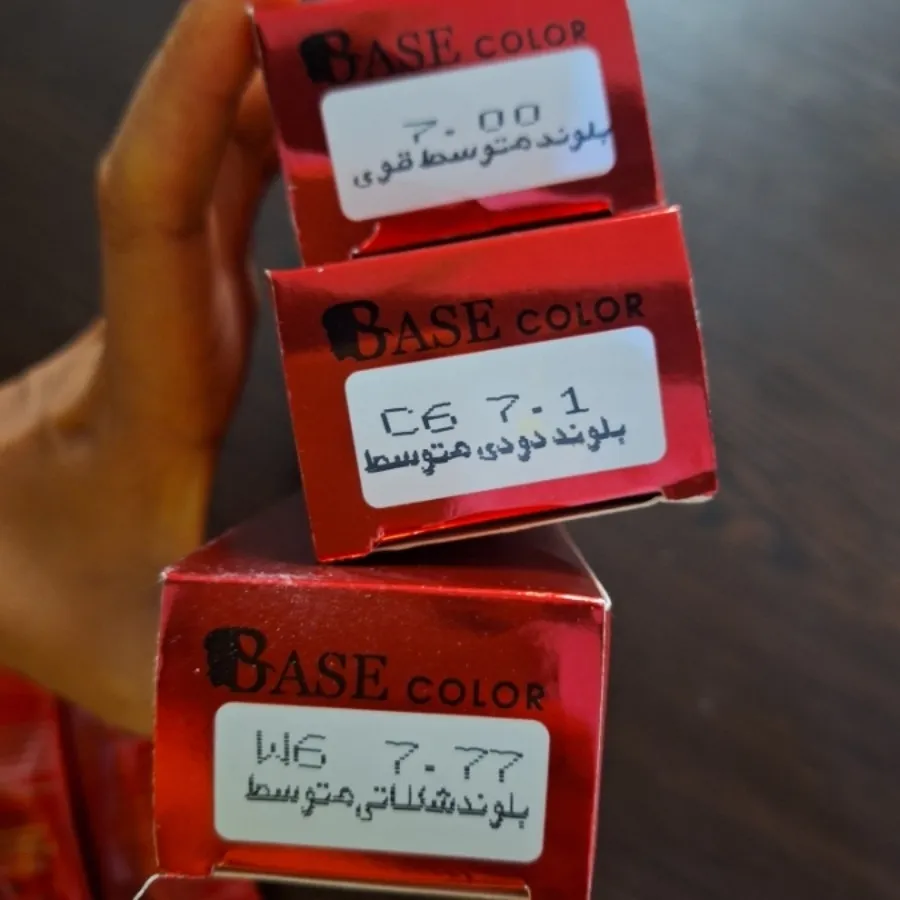 BASE COLOR
7.00
بلوند متوسط قوی
BASE COLOR
C6 7.1
بلوند دودی متوسط
BASE COLOR
W6 7.77
بلوند شکلاتی متوسط